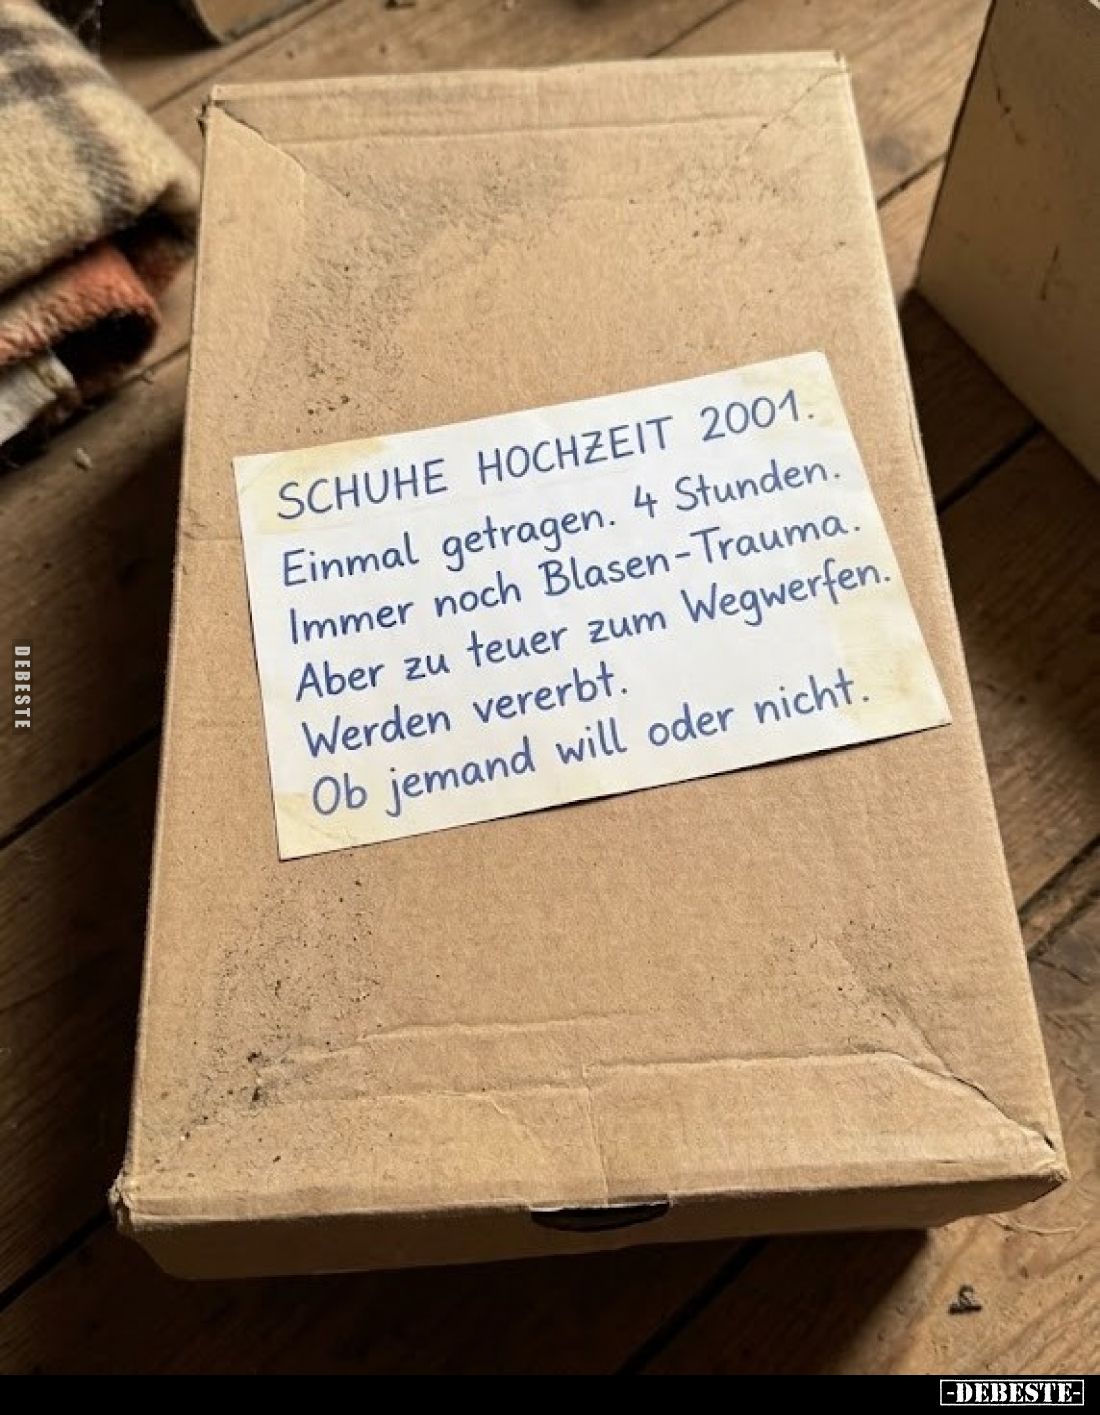 SCHUHE HOCHZEIT 2001.
Einmal getragen. 4 Stunden.
Immer noch Blasen-Trauma.
Aber zu teuer zum Wegwerfen.
Werden vererbt.
Ob jemand will oder nicht.
DEBESTE
-DEBESTE-